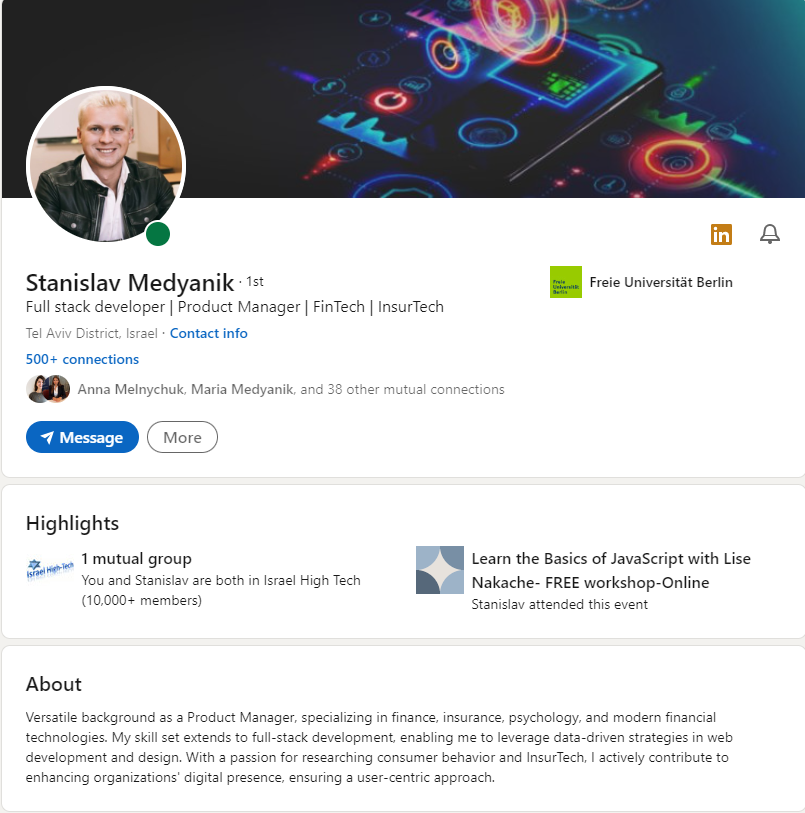 Stanislav Medyanik · 1st
Full stack developer | Product Manager | FinTech | InsurTech
Tel Aviv District, Israel · Contact info
500+ connections
Anna Melnychuk, Maria Medyanik, and 38 other mutual connections
Message
More
in
Freie Universität Berlin
Freie Universität Berlin
Highlights
Israel High-Tech
1 mutual group
You and Stanislav are both in Israel High Tech
(10,000+ members)
Learn the Basics of JavaScript with Lise
Nakache- FREE workshop-Online
Stanislav attended this event
About
Versatile background as a Product Manager, specializing in finance, insurance, psychology, and modern financial
technologies. My skill set extends to full-stack development, enabling me to leverage data-driven strategies in web
development and design. With a passion for researching consumer behavior and InsurTech, I actively contribute to
enhancing organizations' digital presence, ensuring a user-centric approach.